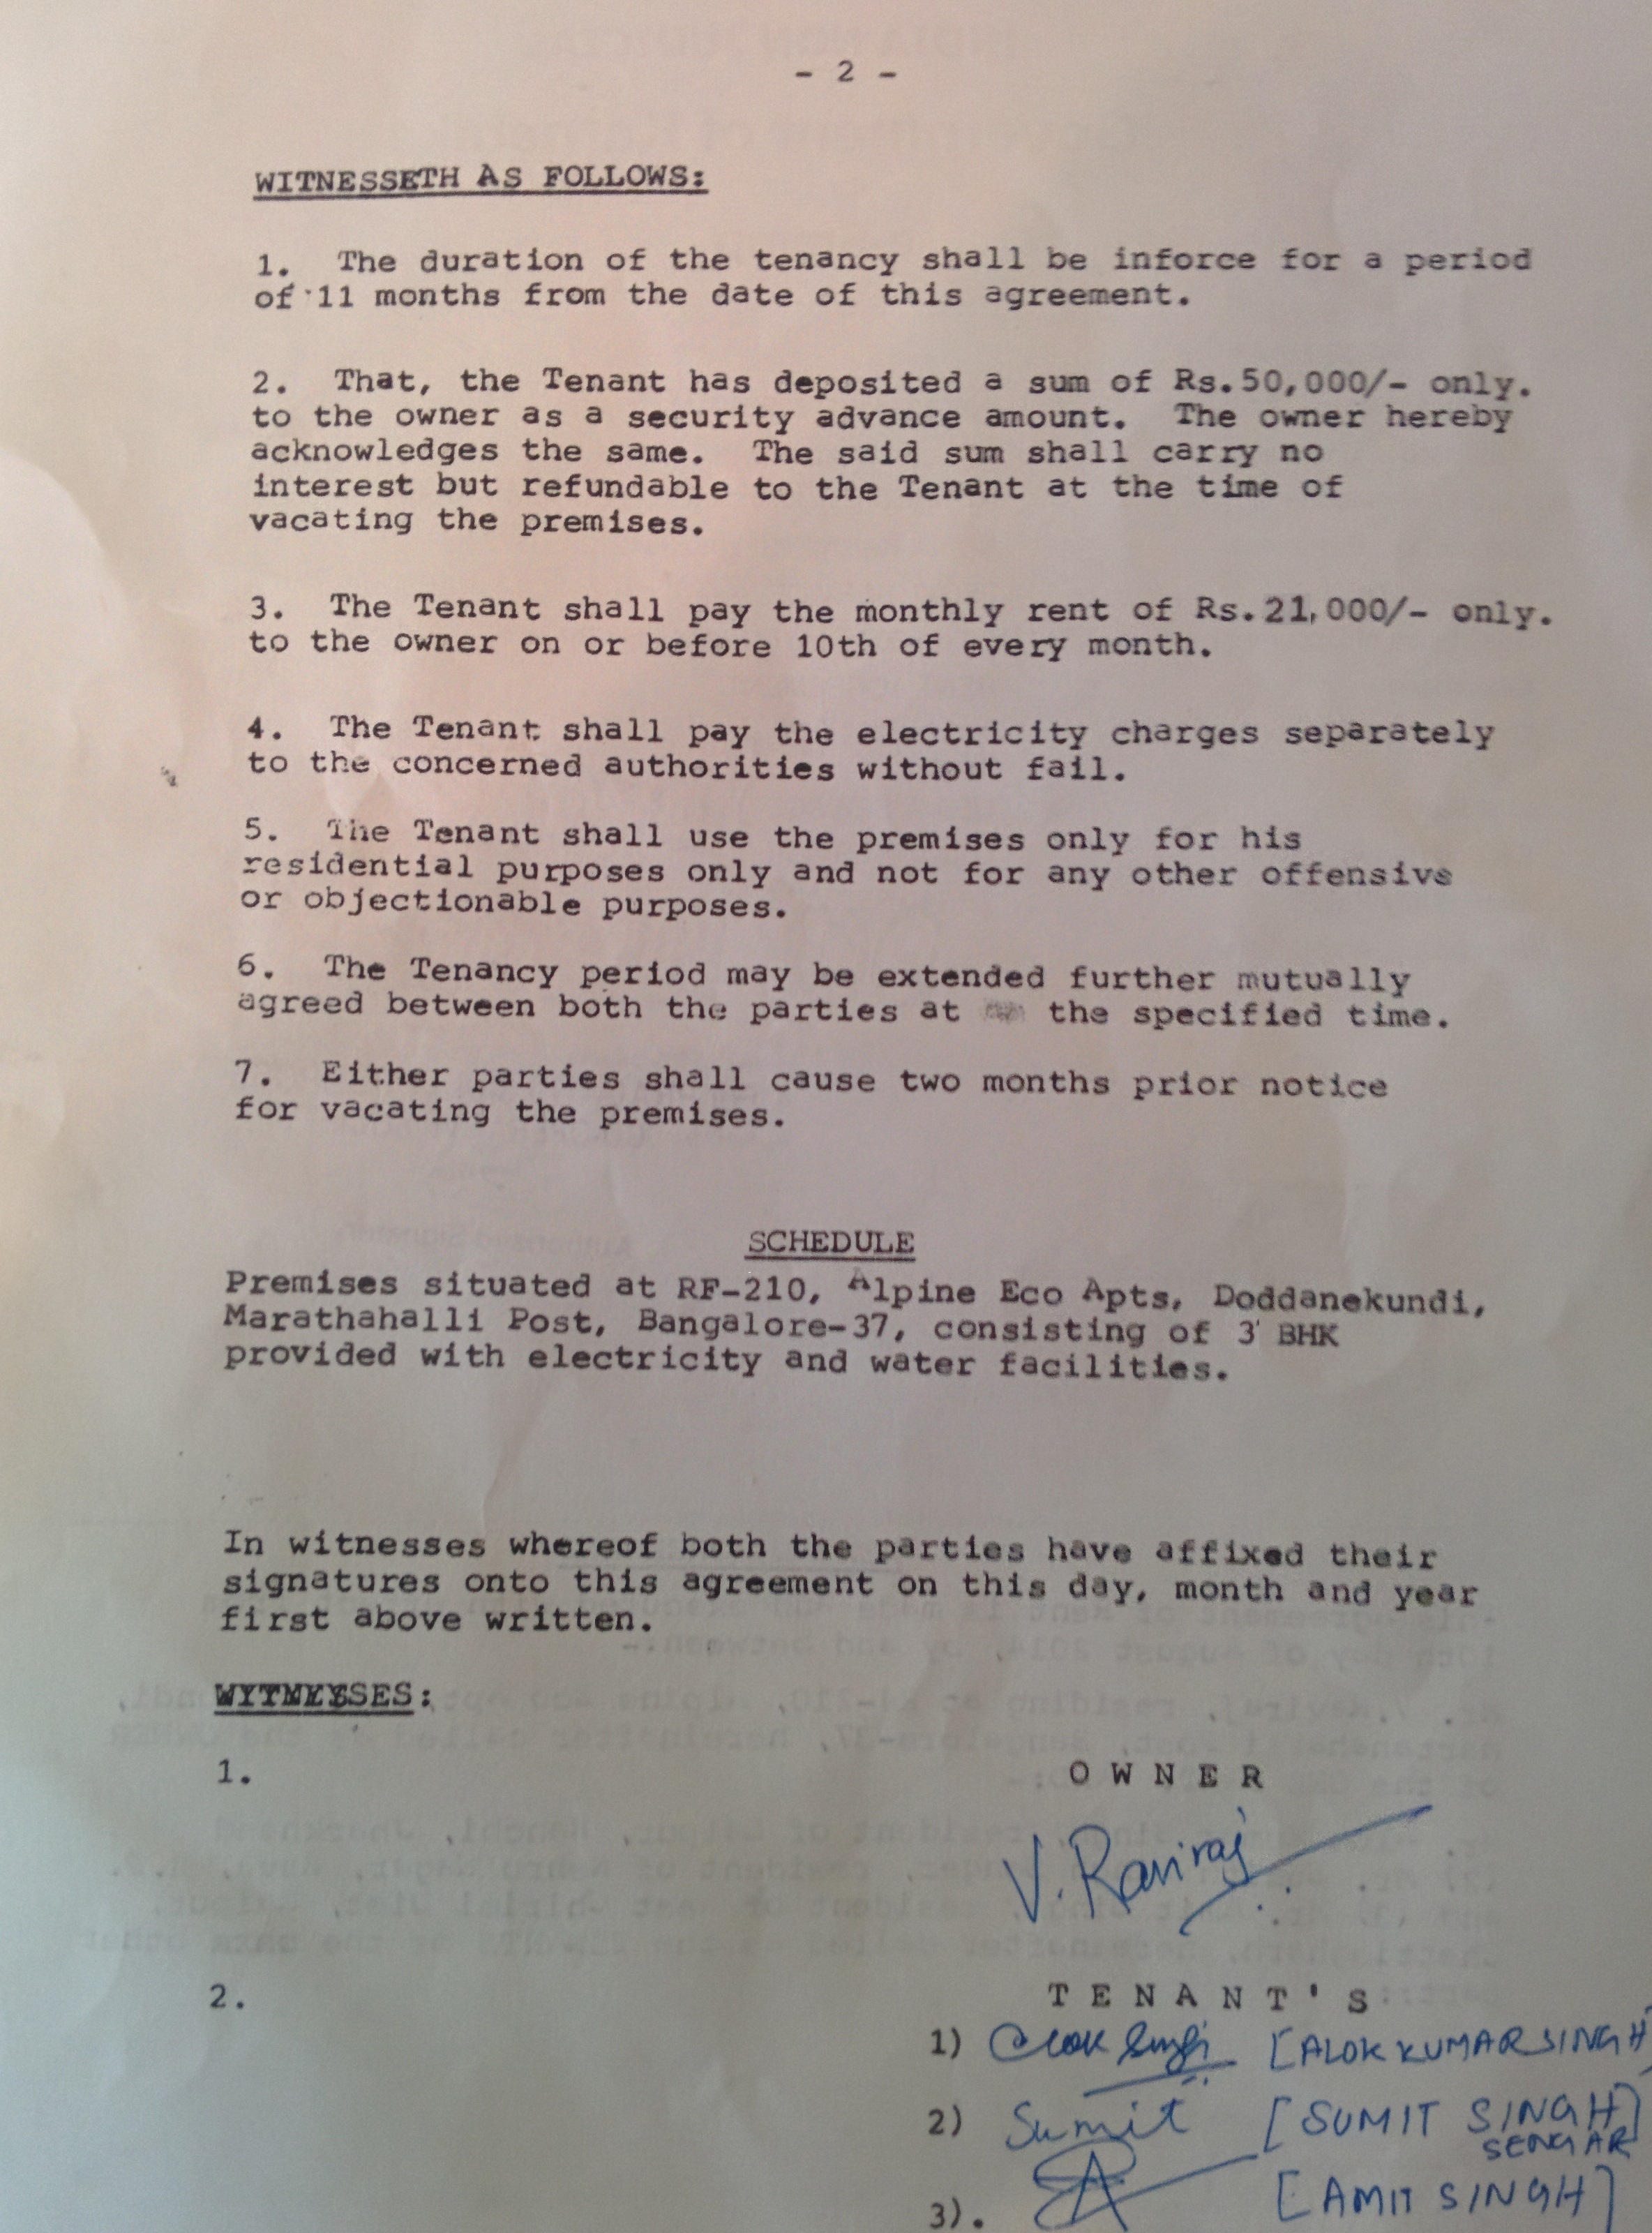 - 2 -
WITNESSETH AS FOLLOWS:
1. The duration of the tenancy shall be inforce for a period
of 11 months from the date of this agreement.
2. That, the Tenant has deposited a sum of Rs.50,000/- only.
to the owner as a security advance amount. The owner hereby
acknowledges the same. The said sum shall carry no
interest but refundable to the Tenant at the time of
vacating the premises.
3. The Tenant shall pay the monthly rent of Rs.21,000/- only.
to the owner on or before 10th of every month.
4. The Tenant shall pay the electricity charges separately
to the concerned authorities without fail.
5. The Tenant shall use the premises only for his
residential purposes only and not for any other offensive
or objectionable purposes.
6. The Tenancy period may be extended further mutually
agreed between both the parties at the specified time.
7. Either parties shall cause two months prior notice
for vacating the premises.
SCHEDULE
Premises situated at RF-210, Alpine Eco Apts, Doddanekundi,
Marathahalli Post, Bangalore-37, consisting of 3 BHK
provided with electricity and water facilities.
In witnesses whereof both the parties have affixed their
signatures onto this agreement on this day, month and year
first above written.
WITNESSES:
1. OWNER
V. Raviraj
2. TENANT'S
1) Alok Singh [ALOK KUMAR SINGH]
2) Sumit [SUMIT SINGH]
SENGAR
3). [AMIT SINGH]